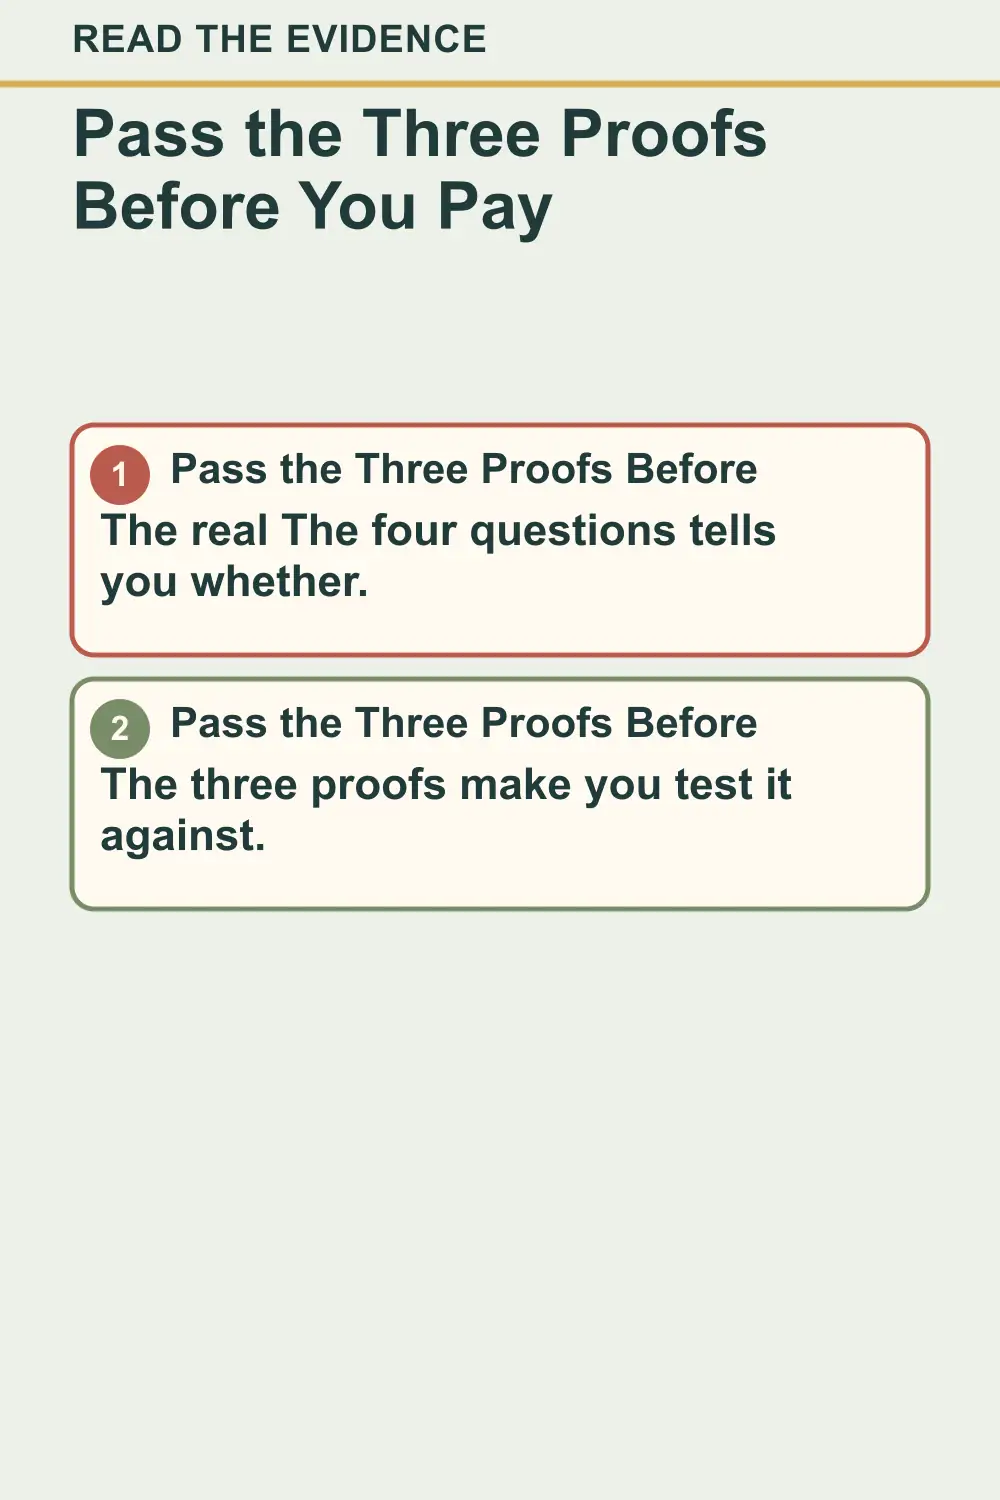 READ THE EVIDENCE
Pass the Three Proofs
Before You Pay
1 Pass the Three Proofs Before
The real The four questions tells
you whether.
2 Pass the Three Proofs Before
The three proofs make you test it
against.